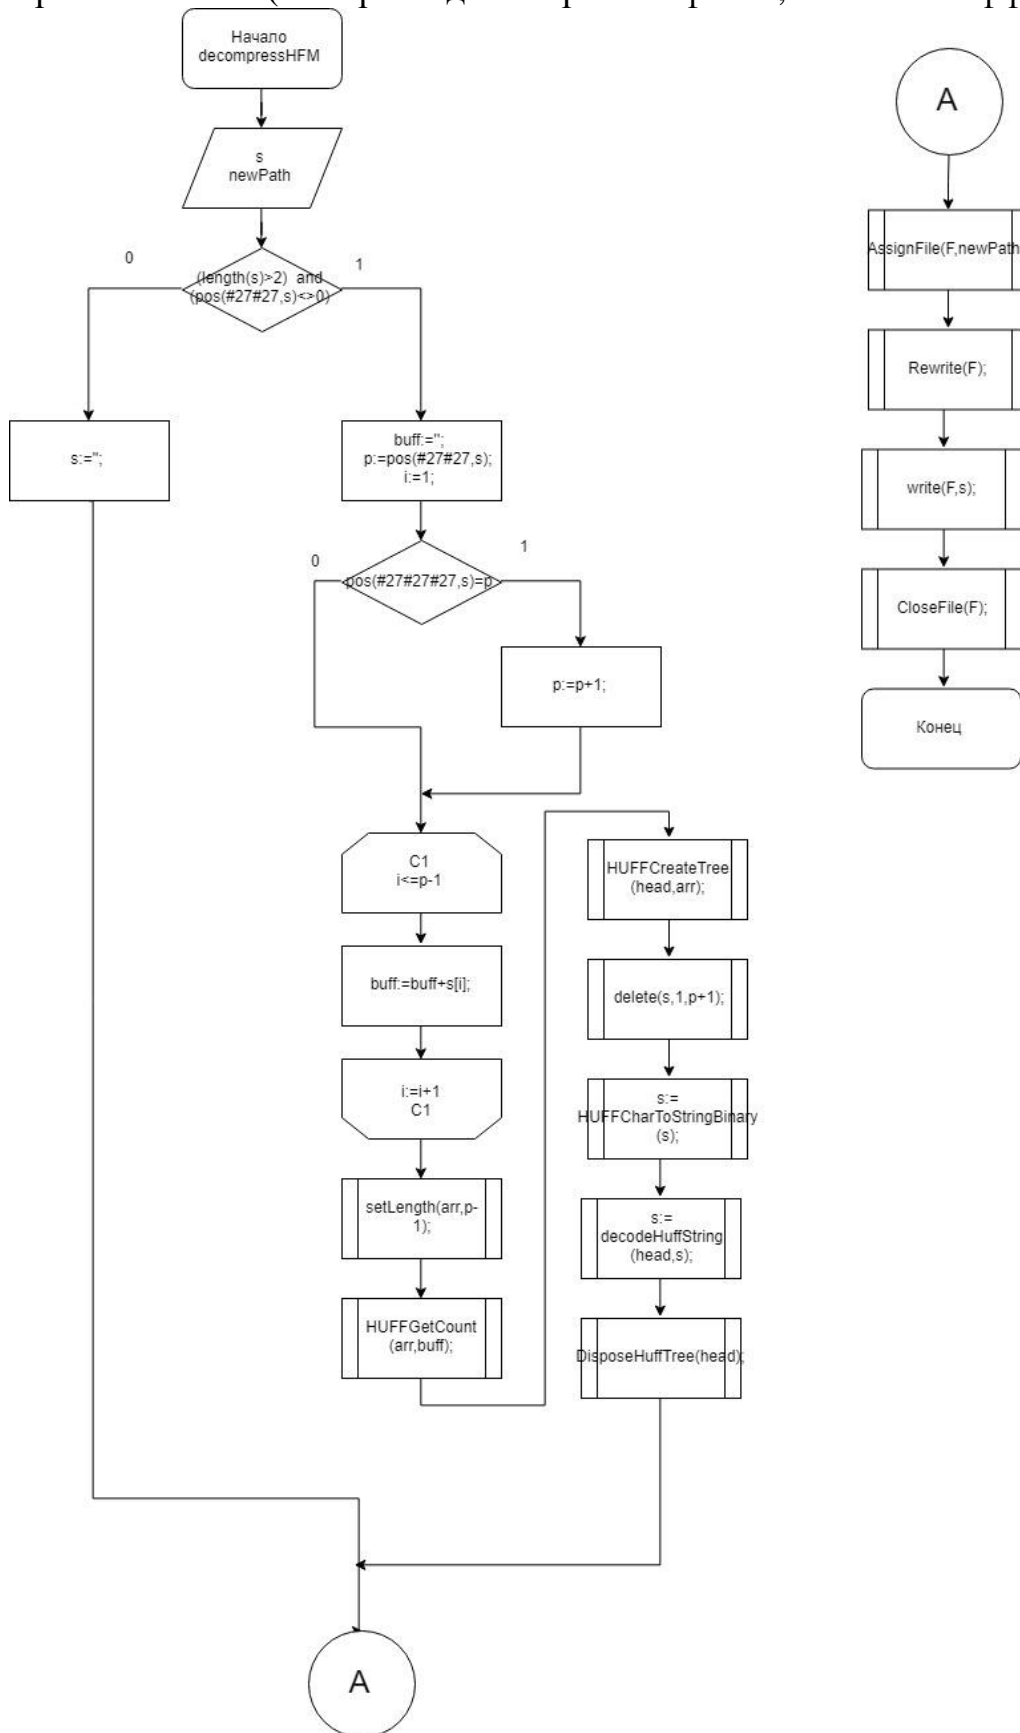 Начало
decompressHFM
s
newPath
0
1
(length(s)>2) and
(pos(#27#27,s)<>0)
s:='';
buff:='';
p:=pos(#27#27,s);
i:=1;
0
1
pos(#27#27#27,s)=p
p:=p+1;
C1
i<=p-1
buff:=buff+s[i];
i:=i+1
C1
setLength(arr,p-
1);
HUFFGetCount
(arr,buff);
HUFFCreateTree
(head,arr);
delete(s,1,p+1);
s:=
HUFFCharToStringBinary
(s);
s:=
decodeHuffString
(head,s);
DisposeHuffTree(head);
A
A
AssignFile(F,newPath
Rewrite(F);
write(F,s);
CloseFile(F);
Конец